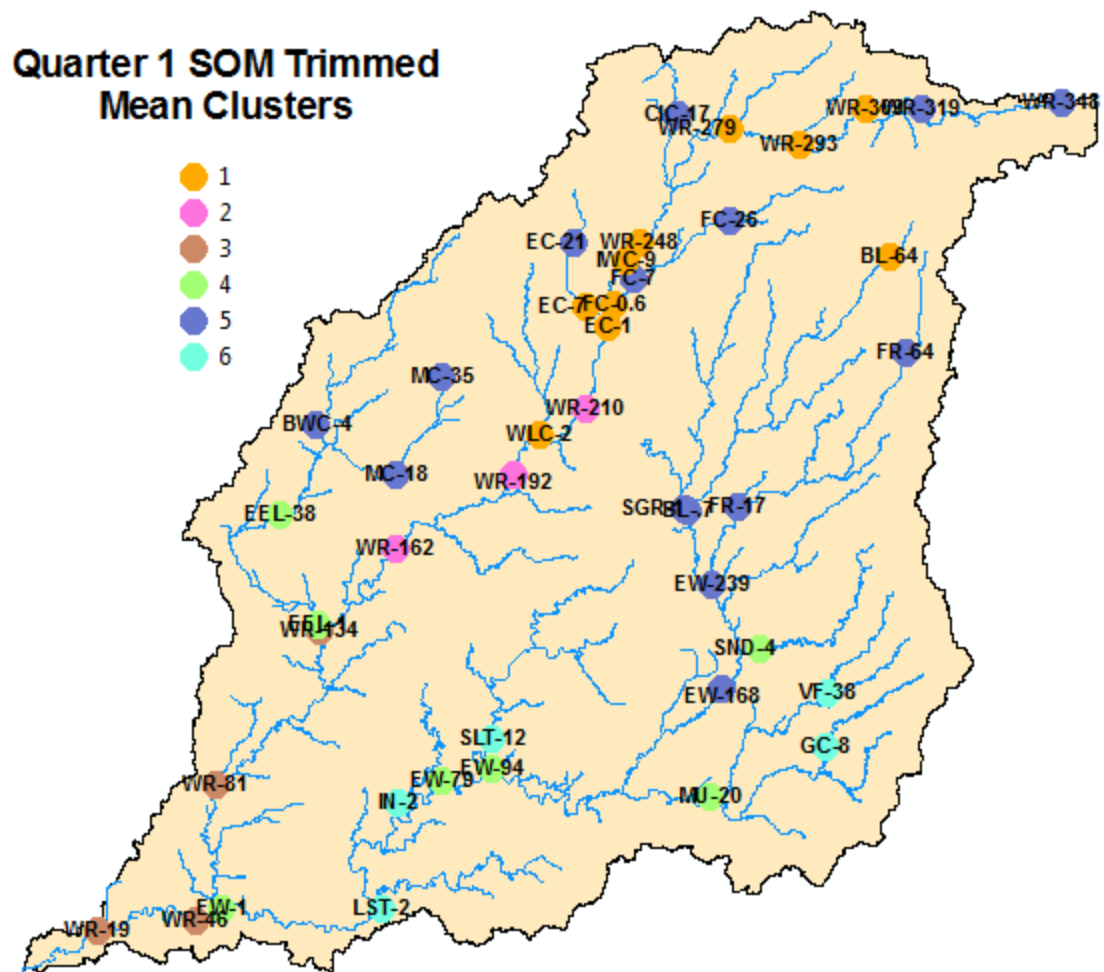 Quarter 1 SOM Trimmed
Mean Clusters
1
2
3
4
5
6
CIC-17
WR-279
WR-293
WR-309
WR-319
WR-348
FC-26
EC-21
WR-248
IWC-9
FC-7
BL-64
EC-7
FC-0.6
EC-1
FR-64
MC-35
WR-210
BWC-4
WLC-2
MC-18
WR-192
SGR-1
BL-.7
FR-17
EEL-38
WR-162
EW-239
EEL-1
WR-134
SND-4
EW-168
VF-38
SLT-12
GC-8
EW-94
EW-79
WR-81
IN-2
MU-20
EW-1
LST-2
WR-46
WR-19